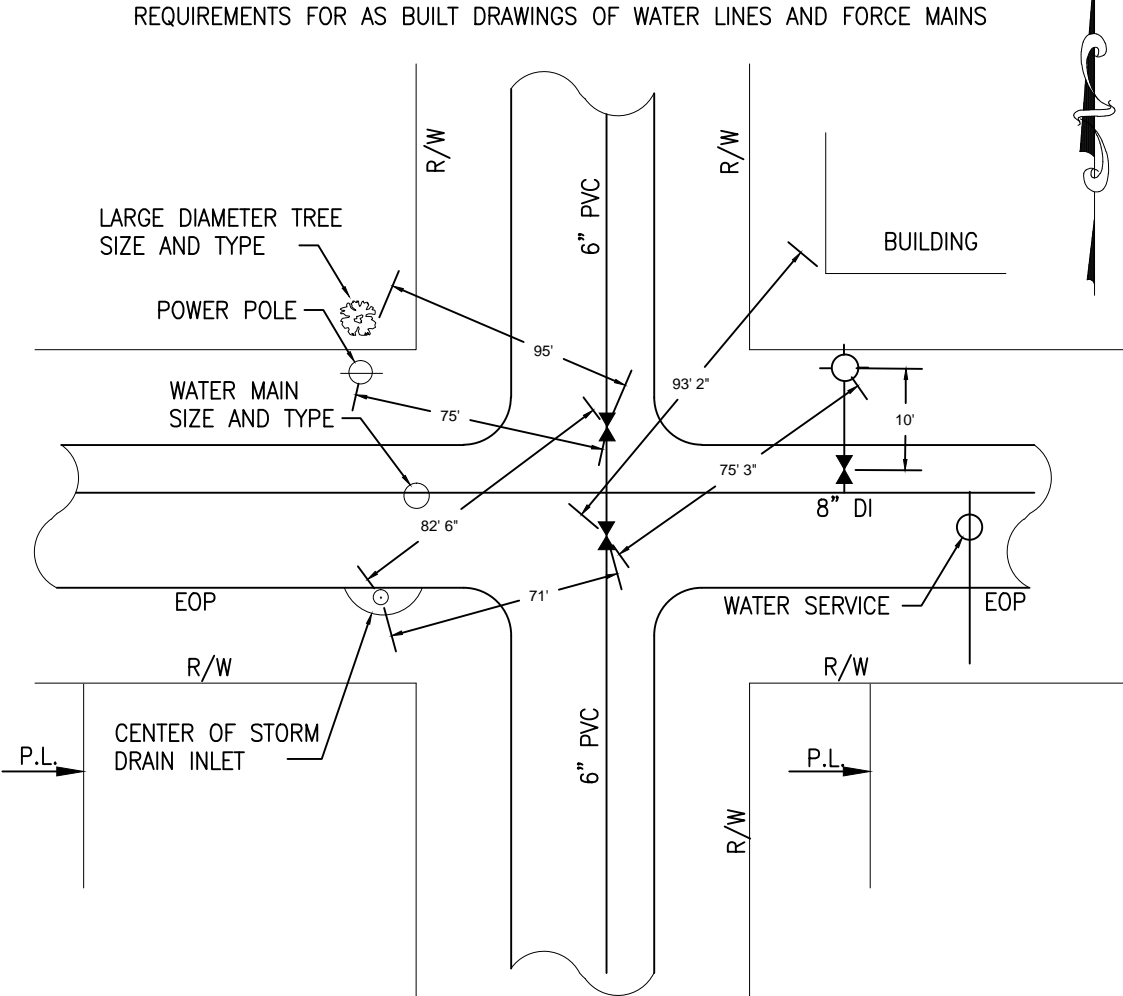 REQUIREMENTS FOR AS BUILT DRAWINGS OF WATER LINES AND FORCE MAINS
R/W
R/W
6" PVC
LARGE DIAMETER TREE
SIZE AND TYPE
BUILDING
POWER POLE
95'
93' 2"
WATER MAIN
SIZE AND TYPE
75'
10'
75' 3"
82' 6"
8" DI
EOP
71'
WATER SERVICE
EOP
R/W
R/W
CENTER OF STORM
DRAIN INLET
6" PVC
P.L.
P.L.
R/W